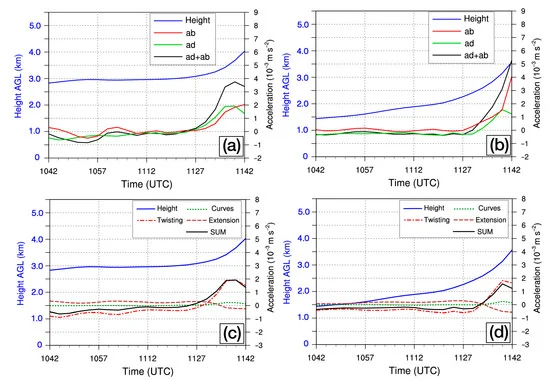 9
8
7
6
5
4
3
2
1
0
-1
-2
5.0
4.0
3.0
2.0
1.0
0
Height AGL (km)
Acceleration (10⁻³ m s⁻²)
Height
ab
ad
ad+ab
(a)
1042 1057 1112 1127 1142
Time (UTC)
9
8
7
6
5
4
3
2
1
0
-1
-2
5.0
4.0
3.0
2.0
1.0
0
Height AGL (km)
Acceleration (10⁻³ m s⁻²)
Height
ab
ad
ad+ab
(b)
1042 1057 1112 1127 1142
Time (UTC)
8
7
6
5
4
3
2
1
0
-1
-2
-3
5.0
4.0
3.0
2.0
1.0
0
Height AGL (km)
Acceleration (10⁻³ m s⁻²)
Height Curves
Twisting Extension
SUM
(c)
1042 1057 1112 1127 1142
Time (UTC)
8
7
6
5
4
3
2
1
0
-1
-2
-3
5.0
4.0
3.0
2.0
1.0
0
Height AGL (km)
Acceleration (10⁻³ m s⁻²)
Height Curves
Twisting Extension
SUM
(d)
1042 1057 1112 1127 1142
Time (UTC)